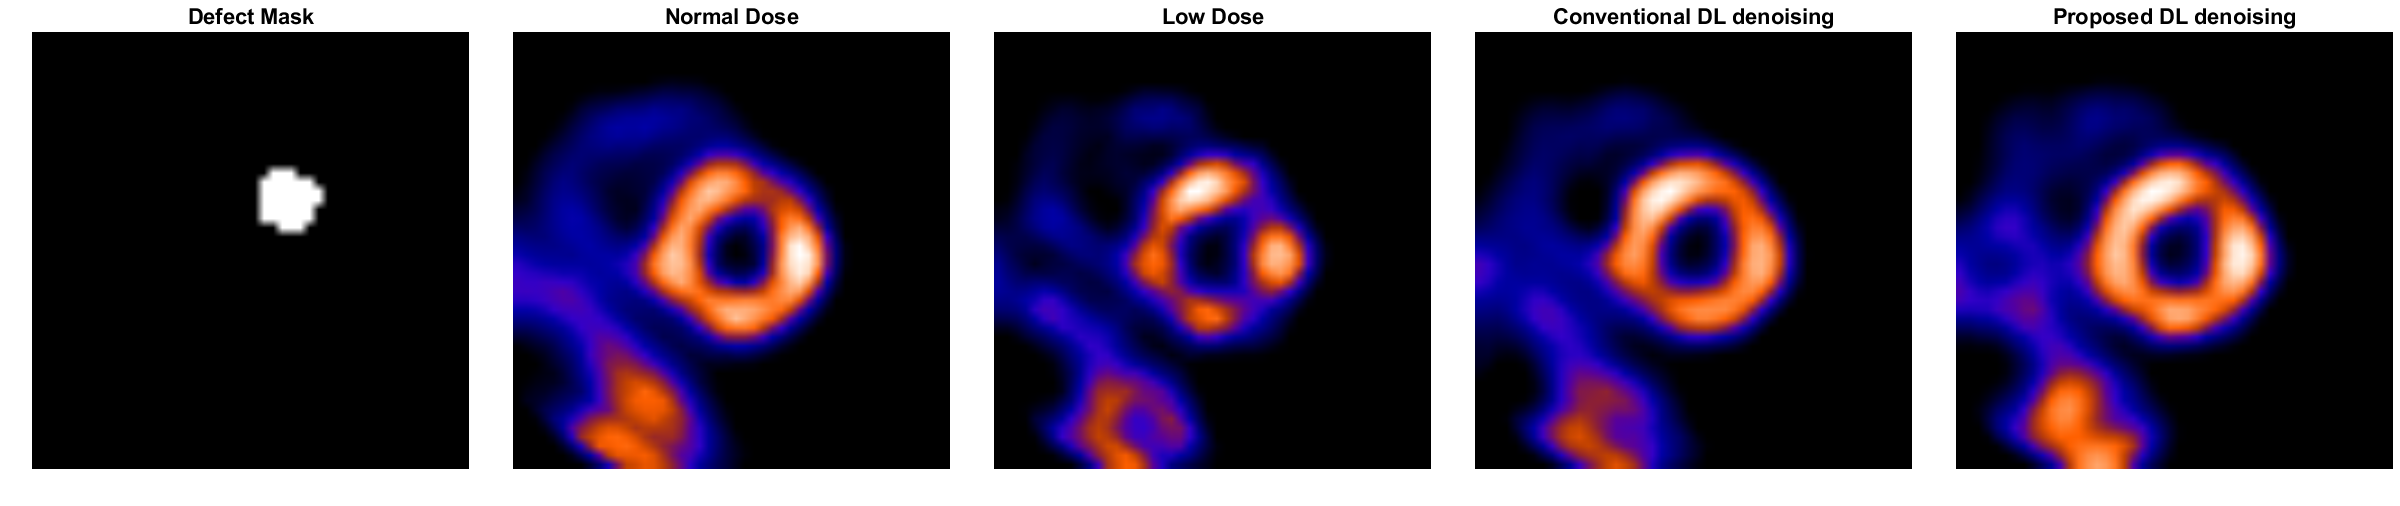 Defect Mask
Normal Dose
Low Dose
Conventional DL denoising
Proposed DL denoising